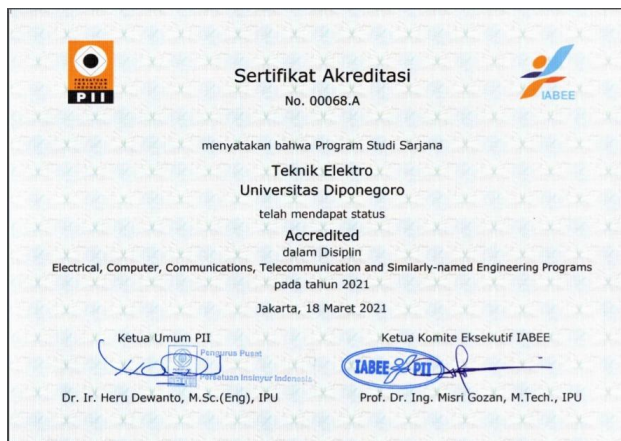 PERSATUAN
INSINYUR
INDONESIA
PII
IABEE
Sertifikat Akreditasi
No. 00068.A
menyatakan bahwa Program Studi Sarjana
Teknik Elektro
Universitas Diponegoro
telah mendapat status
Accredited
dalam Disiplin
Electrical, Computer, Communications, Telecommunication and Similarly-named Engineering Programs
pada tahun 2021
Jakarta, 18 Maret 2021
Ketua Umum PII
Pengurus Pusat
Persatuan Insinyur Indonesia
Dr. Ir. Heru Dewanto, M.Sc.(Eng), IPU
Ketua Komite Eksekutif IABEE
IABEE PII
Prof. Dr. Ing. Misri Gozan, M.Tech., IPU